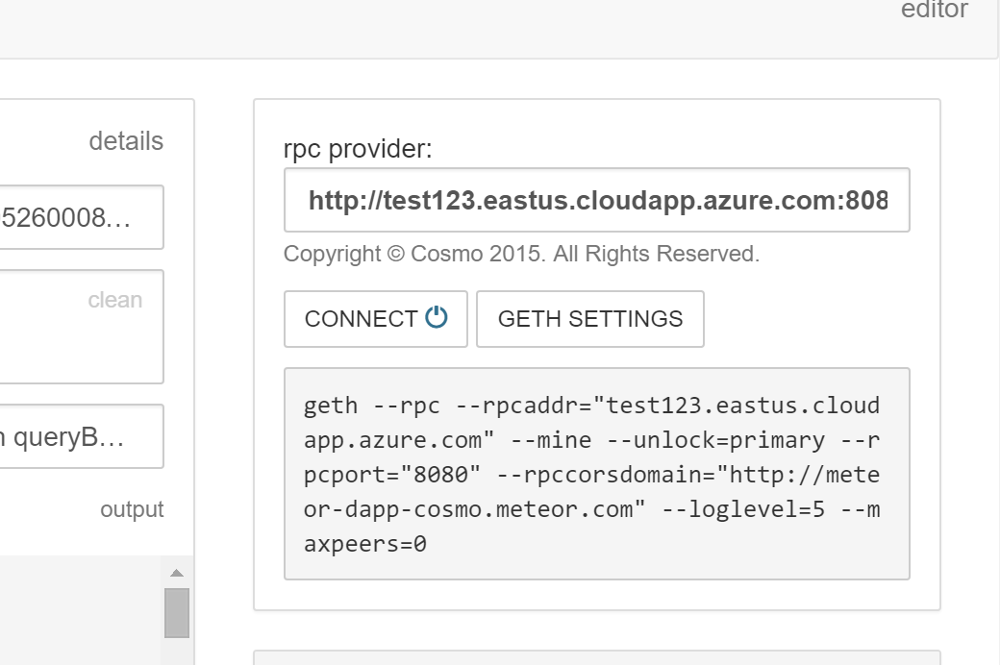 editor
details
5260008...
clean
queryB...
output
rpc provider:
http://test123.eastus.cloudapp.azure.com:808
Copyright © Cosmo 2015. All Rights Reserved.
CONNECT
GETH SETTINGS
geth --rpc --rpcaddr="test123.eastus.cloud
app.azure.com" --mine --unlock=primary --r
pcport="8080" --rpccorsdomain="http://mete
or-dapp-cosmo.meteor.com" --loglevel=5 --m
axpeers=0